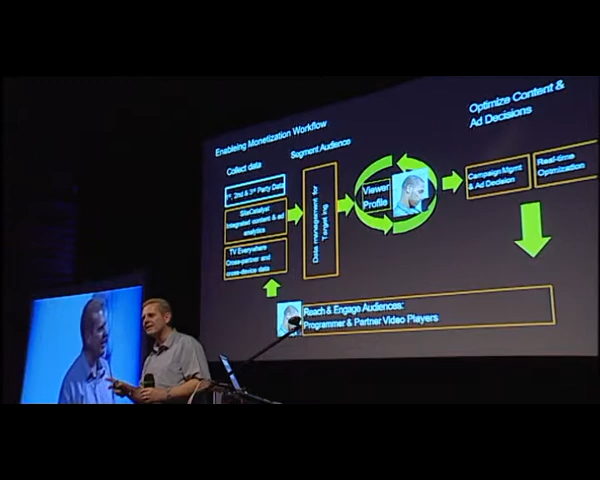 Enableing Monetization Workflow
Optimize Content &
Ad Decisions
Collect data
Segment Audience
1st, 2nd & 3rd Party Data
SiteCatalyst
Integrated content & ad
analytics
TV Everywhere
Cross-partner and
cross-device data
Data management for
Targeting
Viewer
Profile
Campaign Mgmt
& Ad Decision
Real-time
Optimization
Reach & Engage Audiences:
Programmer & Partner Video Players